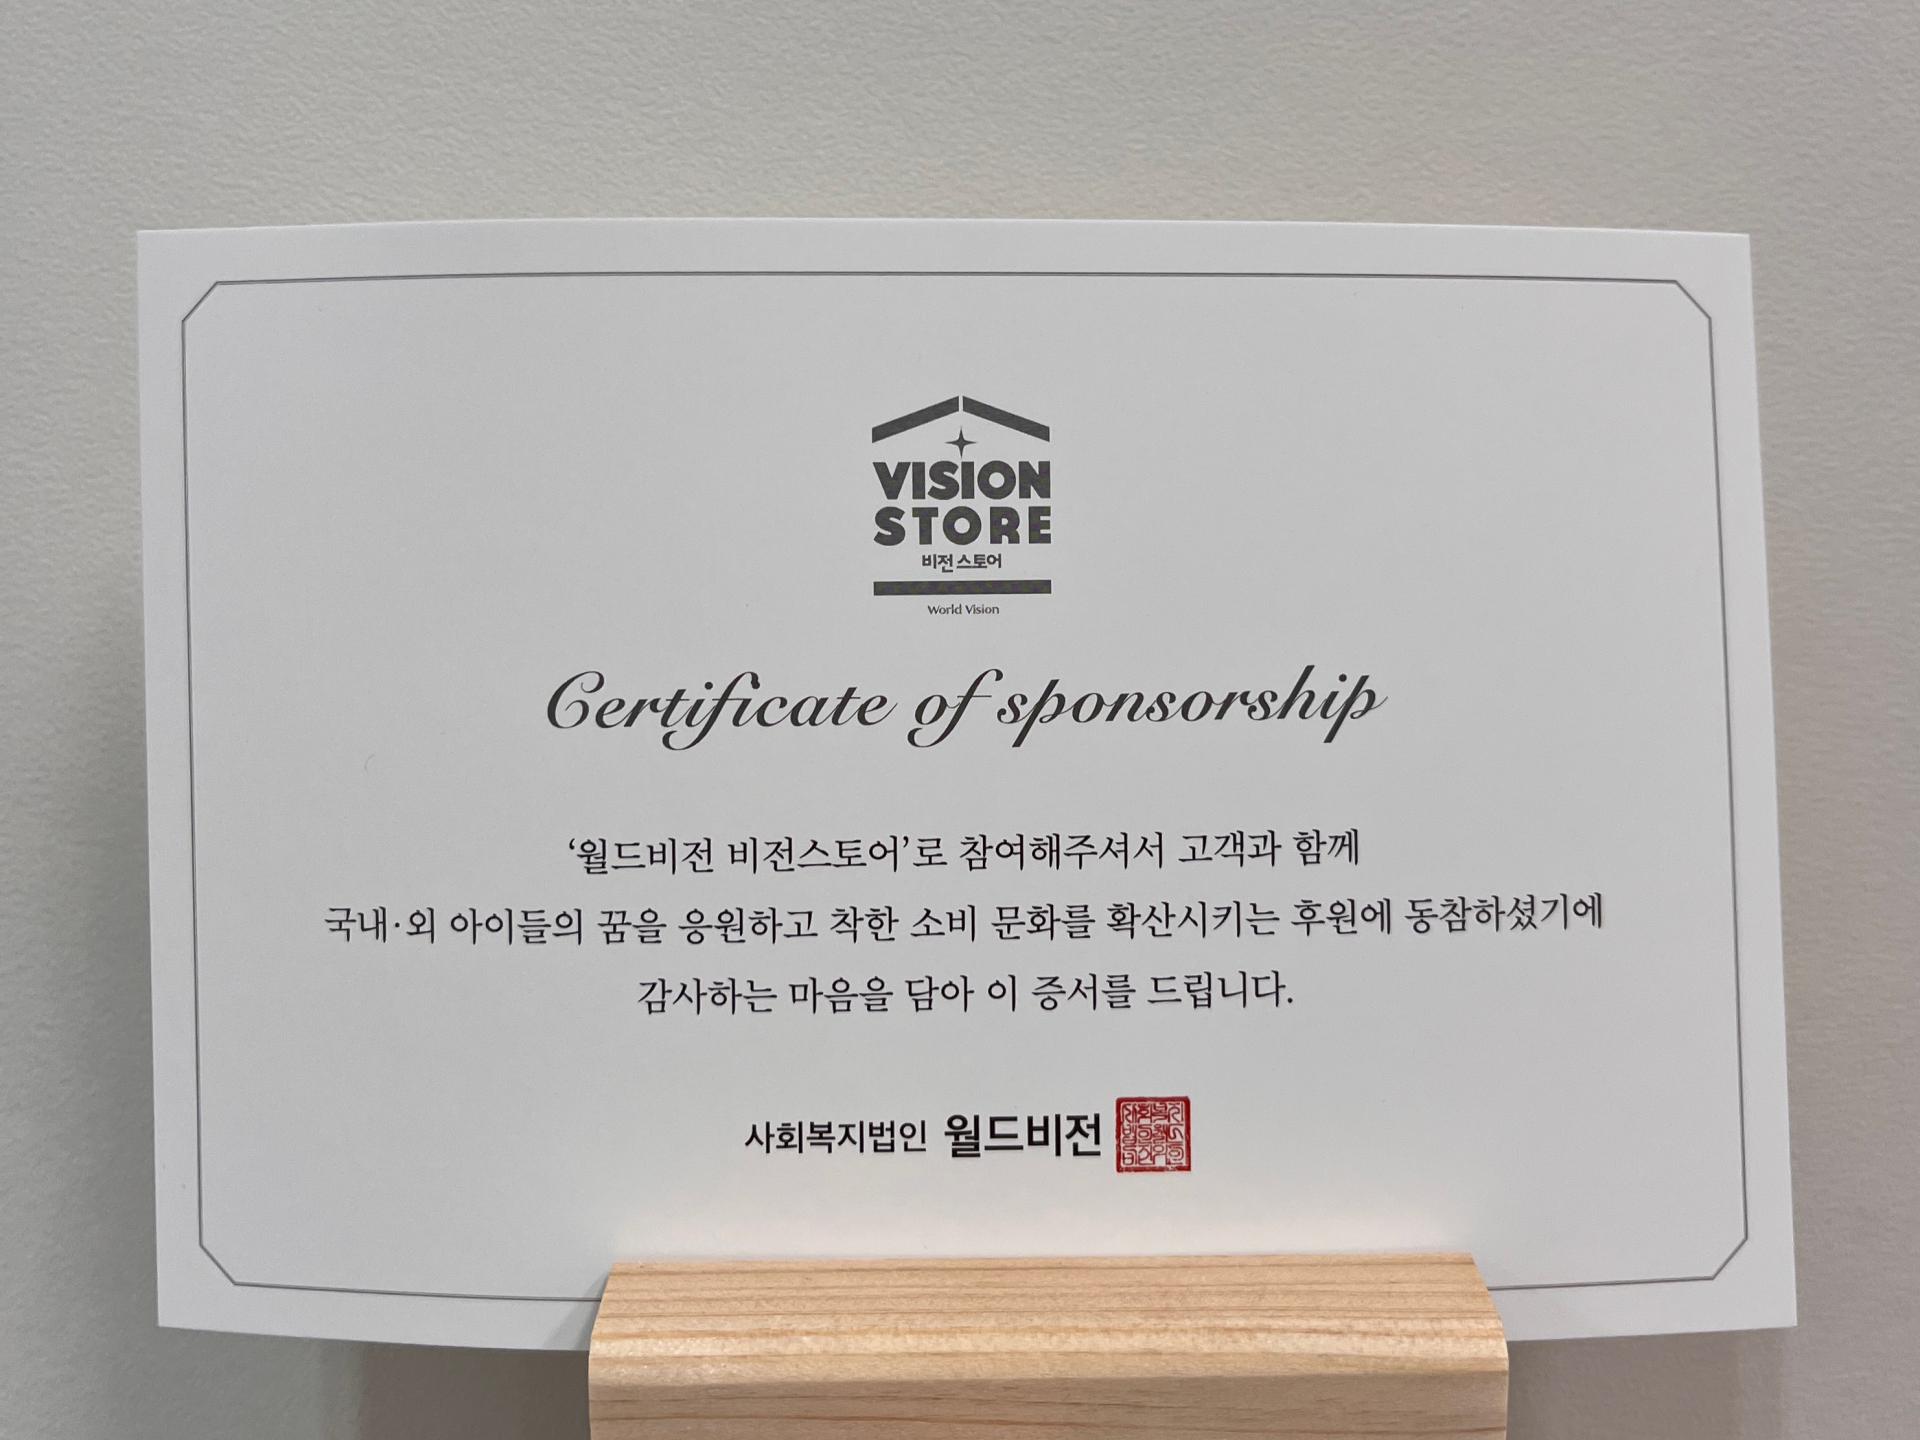 VISION
STORE
비전스토어
World Vision
Certificate of sponsorship
‘월드비전 비전스토어’로 참여해주셔서 고객과 함께
국내·외 아이들의 꿈을 응원하고 착한 소비 문화를 확산시키는 후원에 동참하셨기에
감사하는 마음을 담아 이 증서를 드립니다.
사회복지법인 월드비전